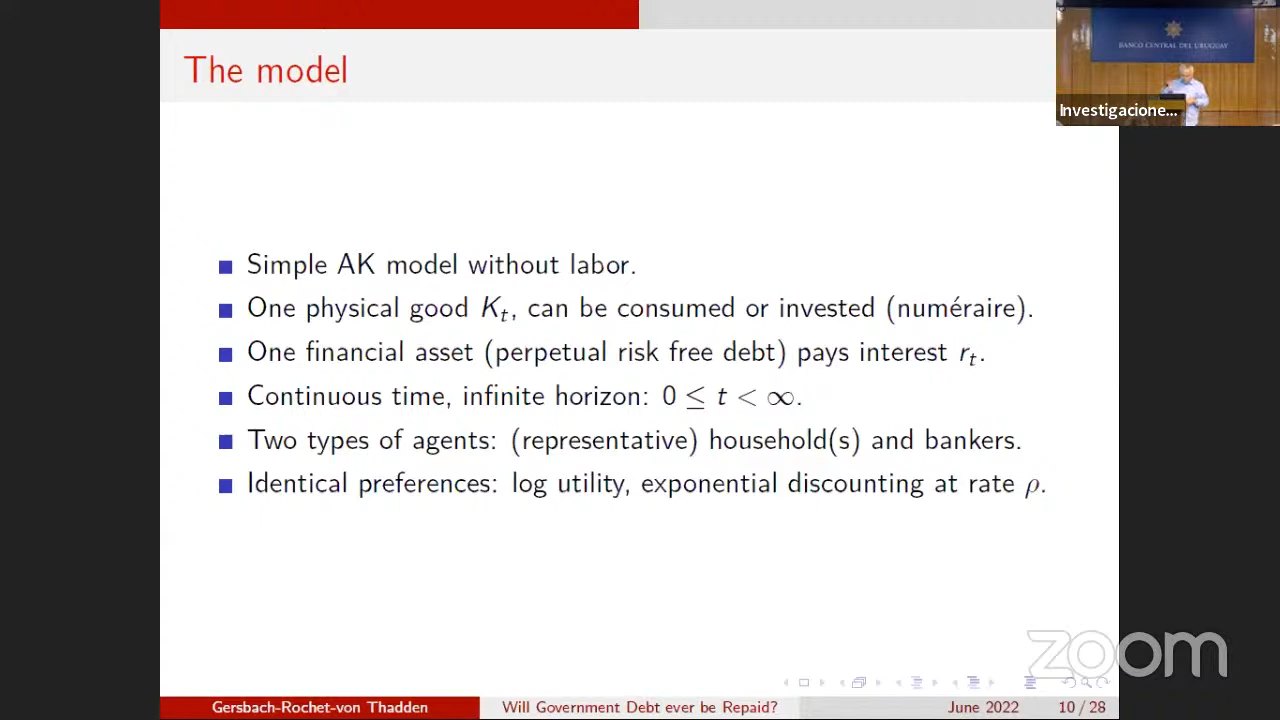 The model
BANCO CENTRAL DEL URUGUAY
Investigacione...
Simple AK model without labor.
One physical good Kₜ, can be consumed or invested (numéraire).
One financial asset (perpetual risk free debt) pays interest rₜ.
Continuous time, infinite horizon: 0 ≤ t < ∞.
Two types of agents: (representative) household(s) and bankers.
Identical preferences: log utility, exponential discounting at rate ρ.
zoom
Gersbach-Rochet-von Thadden Will Government Debt ever be Repaid? June 2022 10 / 28